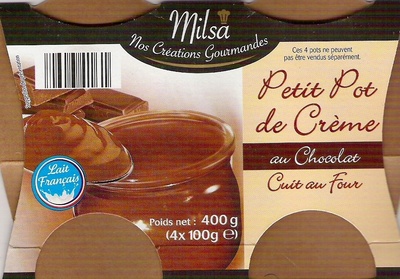 Milsa
Nos Créations Gourmandes
Ces 4 pots ne peuvent
pas être vendus séparément.
Petit Pot
de Crème
au Chocolat
Cuit au Four
Lait
Français
Poids net : 400 g
(4x 100g e)